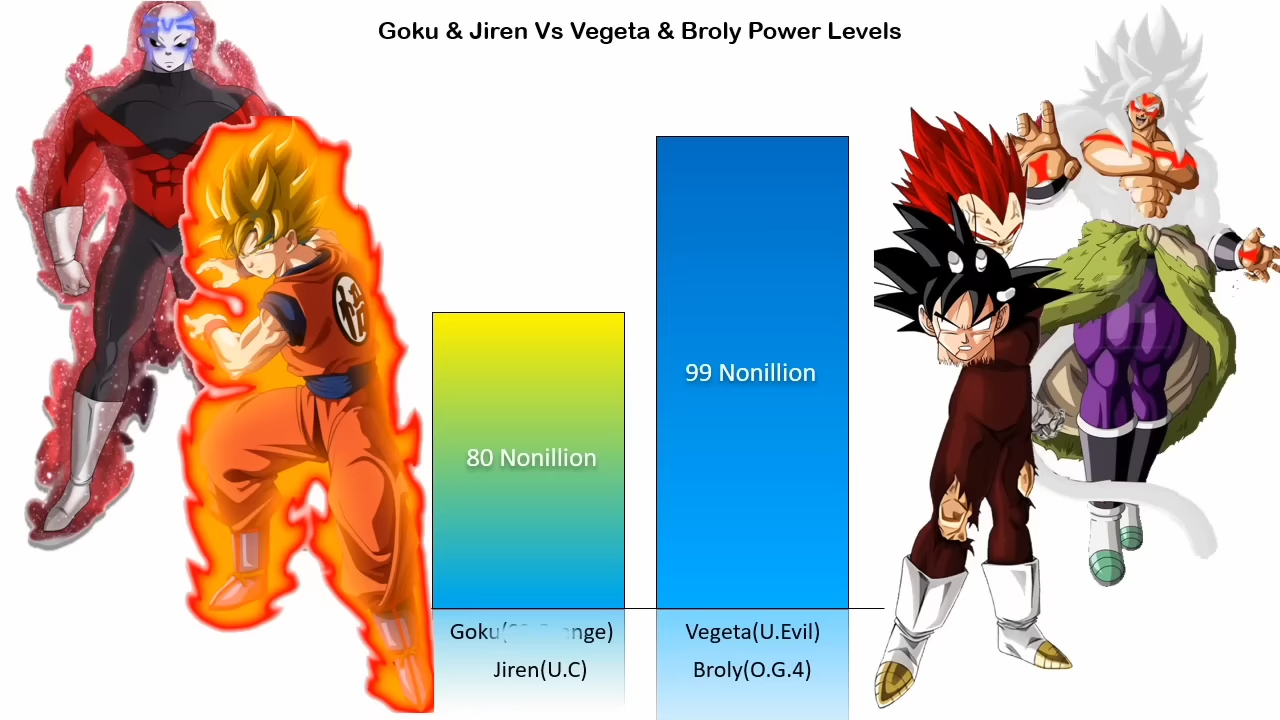 Goku & Jiren Vs Vegeta & Broly Power Levels
99 Nonillion
80 Nonillion
Goku(
Vegeta(U.Evil)
Jiren(U.C)
Broly(O.G.4)